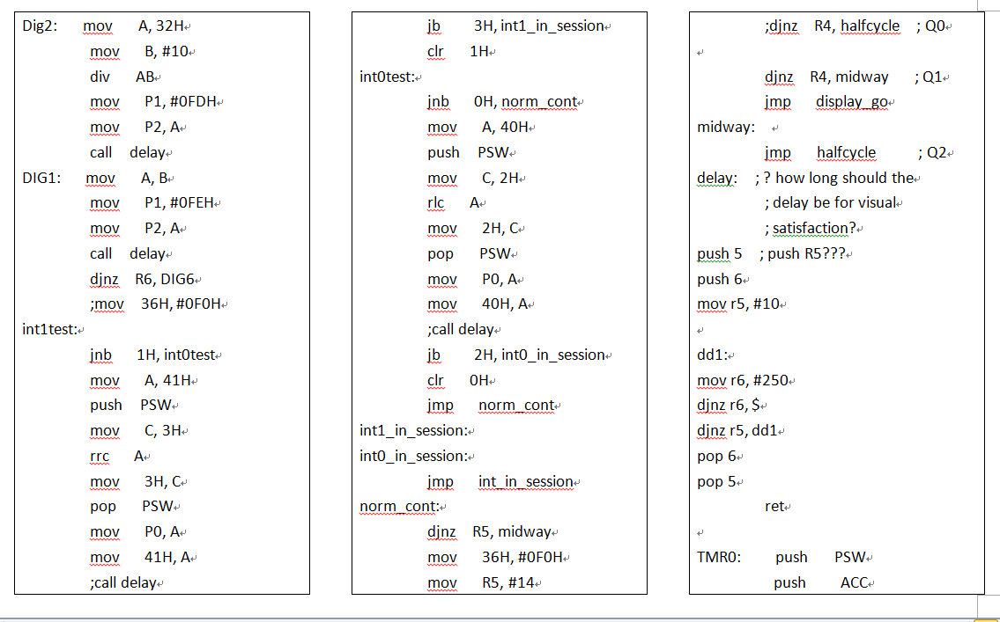 Dig2: mov A, 32H
mov B, #10
div AB
mov P1, #0FDH
mov P2, A
call delay
DIG1: mov A, B
mov P1, #0FEH
mov P2, A
call delay
djnz R6, DIG6
;mov 36H, #0F0H
int1test:
jnb 1H, int0test
mov A, 41H
push PSW
mov C, 3H
rrc A
mov 3H, C
pop PSW
mov P0, A
mov 41H, A
;call delay
jb 3H, int1_in_session
clr 1H
int0test:
jnb 0H, norm_cont
mov A, 40H
push PSW
mov C, 2H
rlc A
mov 2H, C
pop PSW
mov P0, A
mov 40H, A
;call delay
jb 2H, int0_in_session
clr 0H
jmp norm_cont
int1_in_session:
int0_in_session:
jmp int_in_session
norm_cont:
djnz R5, midway
mov 36H, #0F0H
mov R5, #14
;djnz R4, halfcycle ; Q0
djnz R4, midway ; Q1
jmp display_go
midway:
jmp halfcycle ; Q2
delay: ; ? how long should the
; delay be for visual
; satisfaction?
push 5 ; push R5???
push 6
mov r5, #10
dd1:
mov r6, #250
djnz r6, $
djnz r5, dd1
pop 6
pop 5
ret
TMR0: push PSW
push ACC